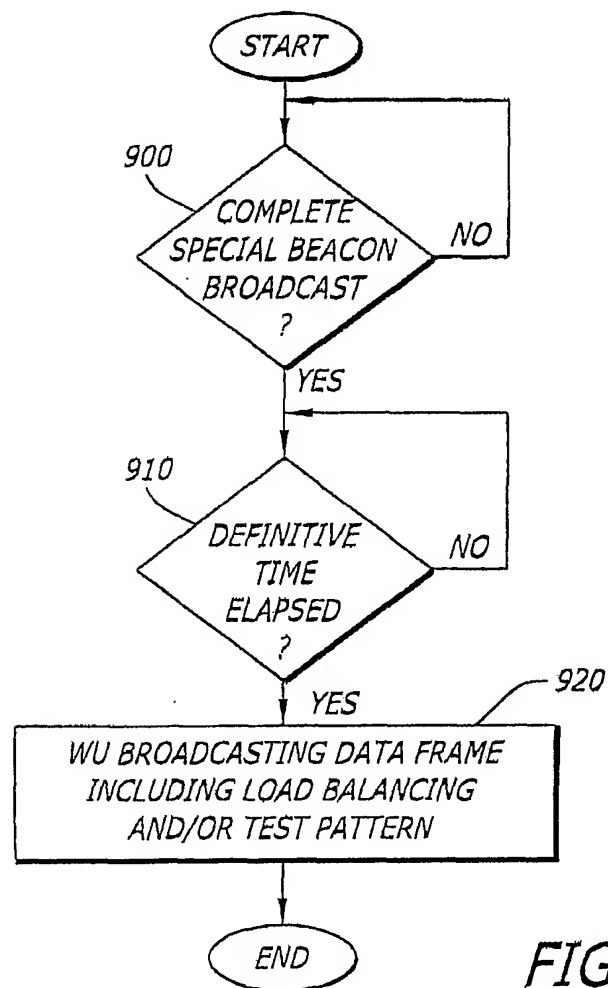 START
900
COMPLETE
SPECIAL BEACON
BROADCAST
?
NO
YES
910
DEFINITIVE
TIME
ELAPSED
?
NO
YES
920
WU BROADCASTING DATA FRAME
INCLUDING LOAD BALANCING
AND/OR TEST PATTERN
END
FIG